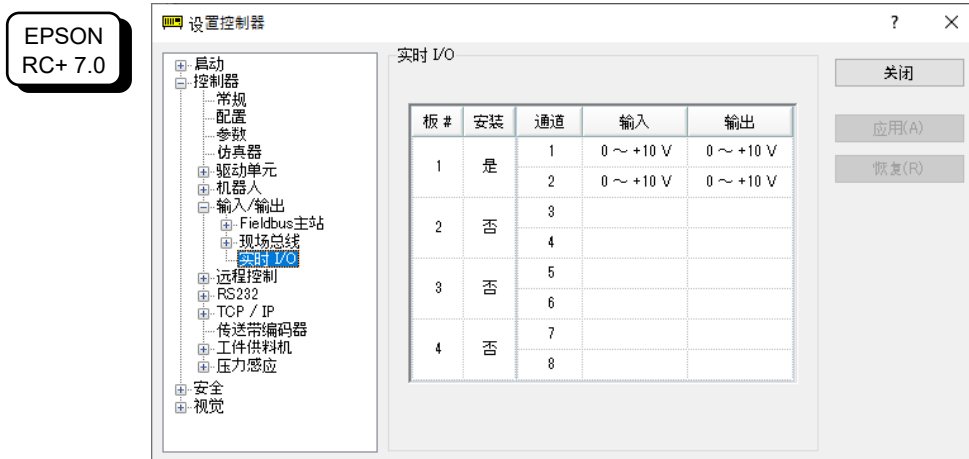 EPSON
RC+ 7.0
设置控制器
?
启动
控制器
常规
配置
参数
仿真器
驱动单元
机器人
输入/输出
Fieldbus主站
现场总线
实时 I/O
远程控制
RS232
TCP / IP
传送带编码器
工件供料机
压力感应
安全
视觉
实时 I/O
板 # 安装 通道 输入 输出
1 是 1 0 ~ +10 V 0 ~ +10 V
2 0 ~ +10 V 0 ~ +10 V
2 否 3
4
3 否 5
6
4 否 7
8
关闭
应用(A)
恢复(R)